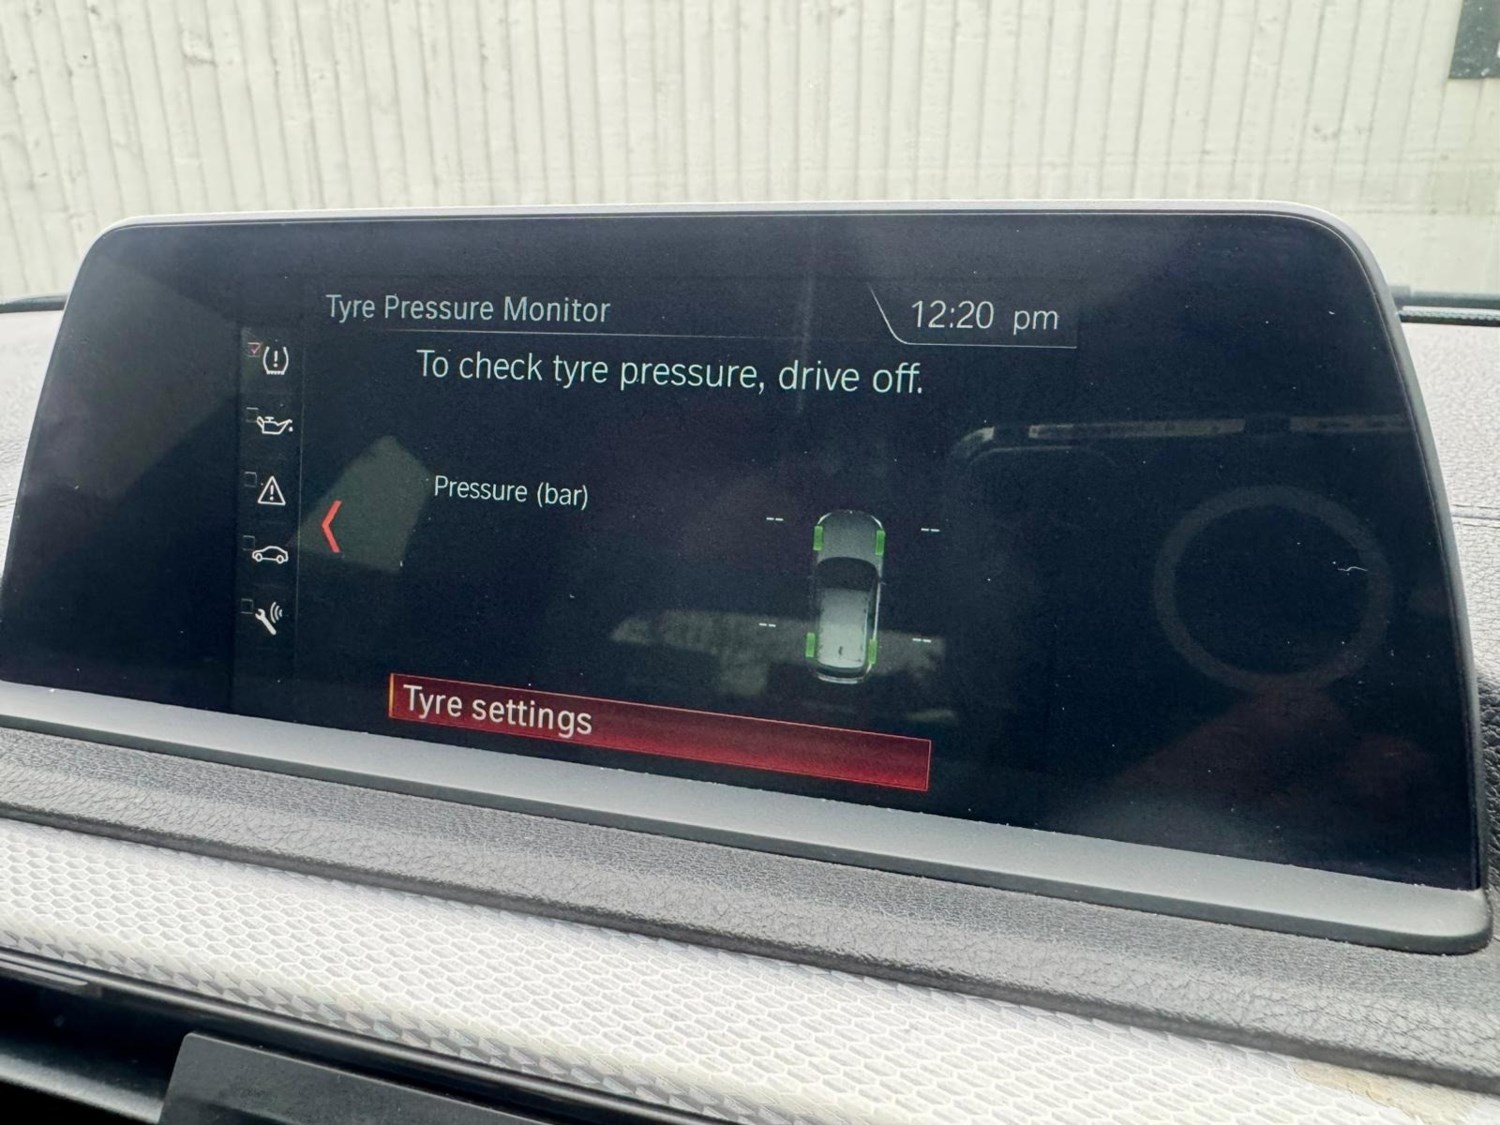 Tyre Pressure Monitor
12:20 pm
To check tyre pressure, drive off.
Pressure (bar)
-- --
-- --
Tyre settings